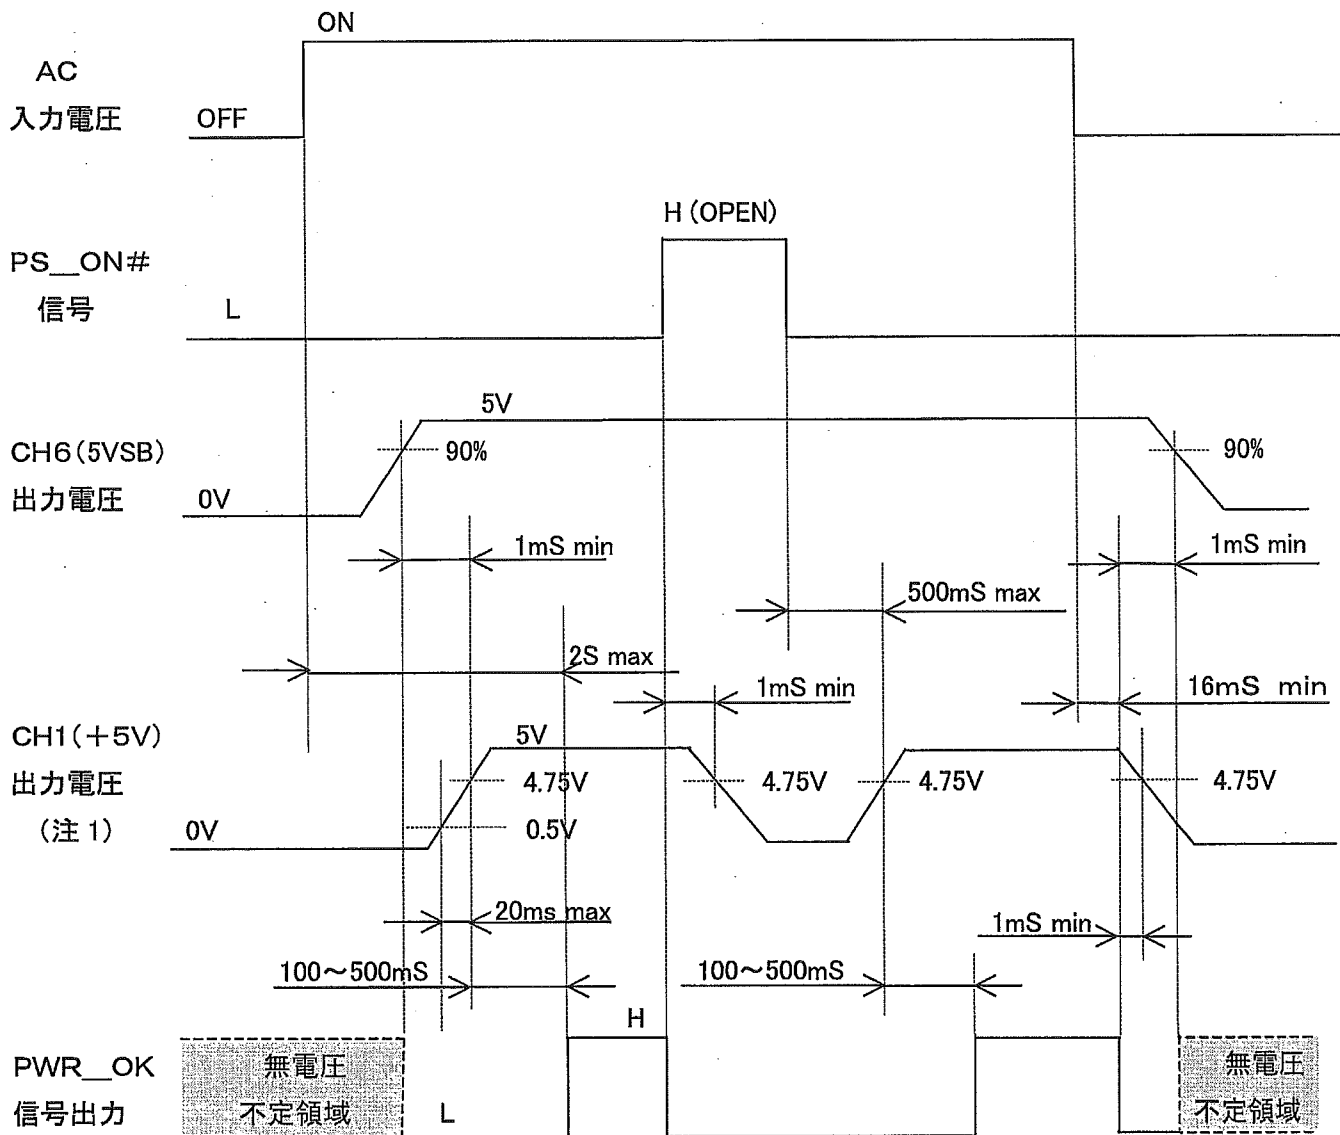 ON
AC
入力電圧
OFF
H (OPEN)
PS__ON#
信号
L
5V
CH6(5VSB)
90%
90%
出力電圧
0V
1mS min
1mS min
500mS max
2S max
1mS min
16mS min
CH1(+5V)
5V
出力電圧
4.75V
4.75V
4.75V
4.75V
(注1)
0V
0.5V
20ms max
1mS min
100~500mS
100~500mS
H
PWR__OK
無電圧
無電圧
信号出力
不定領域
L
不定領域